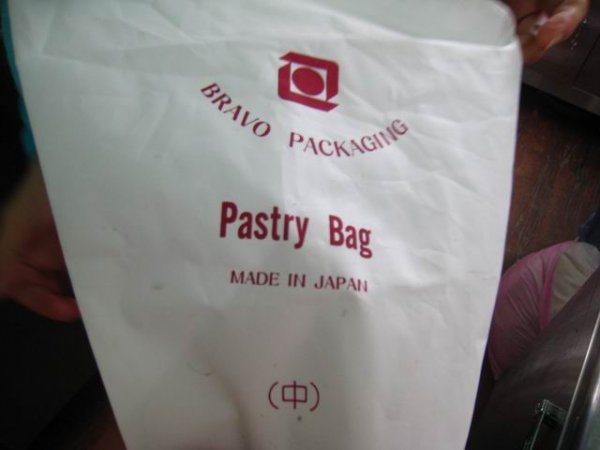 BRAVO PACKAGING
Pastry Bag
MADE IN JAPAN
(中)